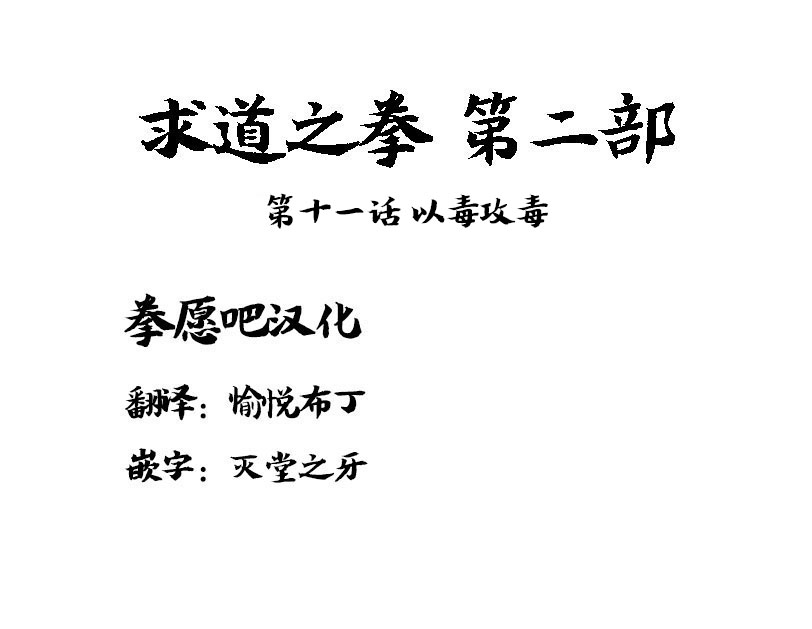 求道之拳 第二部
第十一话 以毒攻毒
拳愿吧汉化
翻译：愉悦布丁
嵌字：灭堂之牙